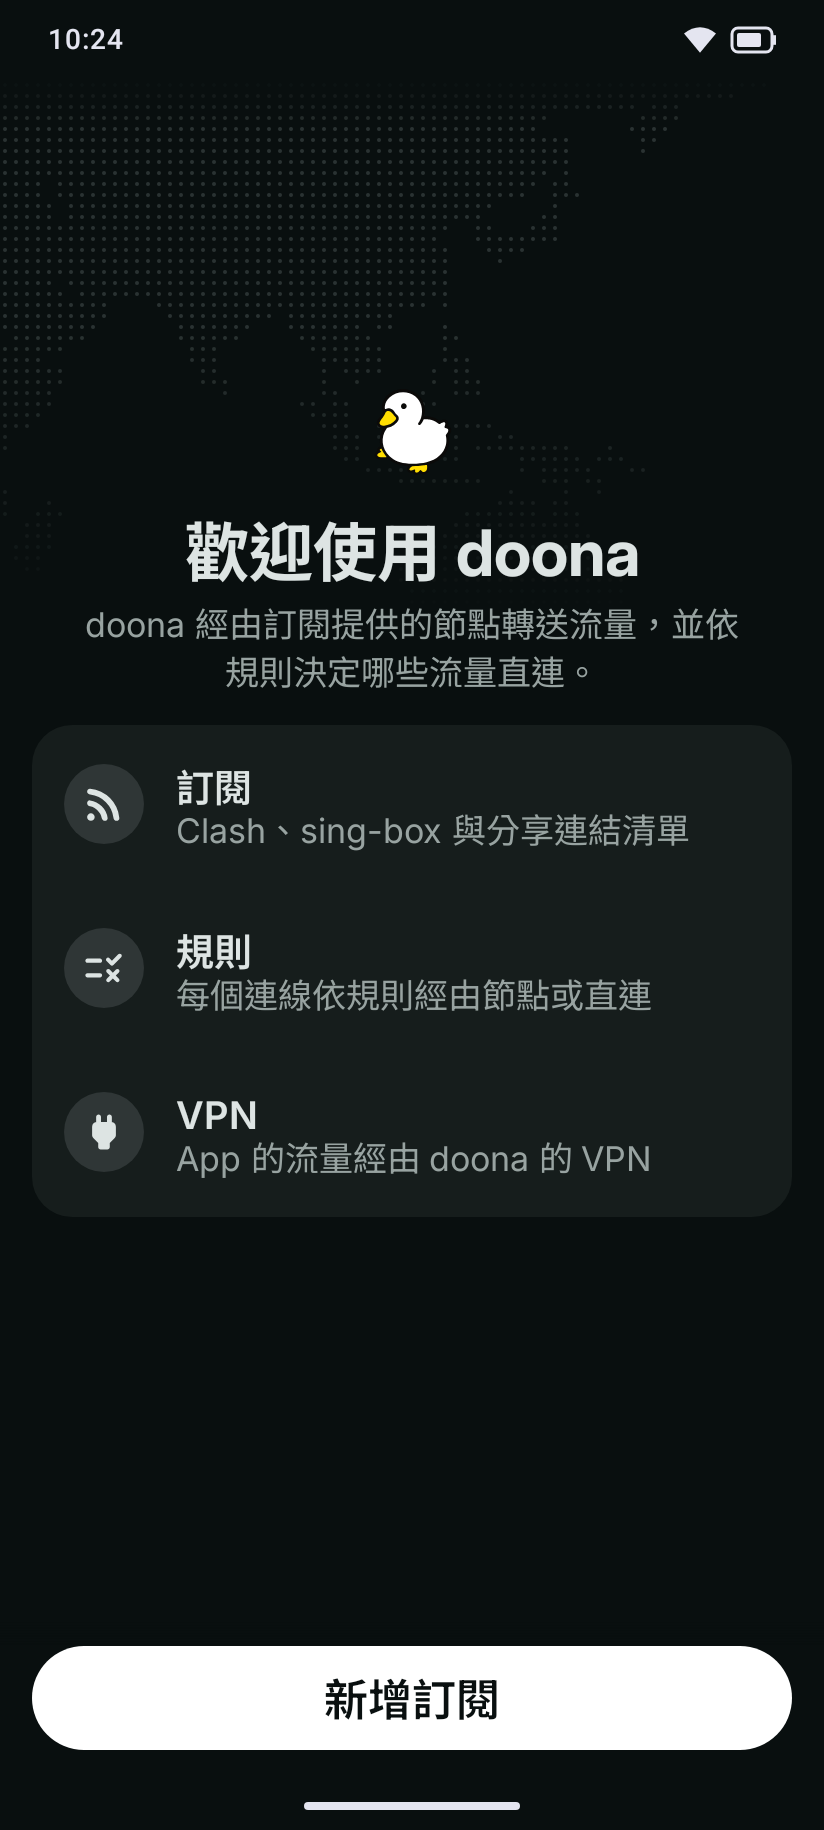 10:24
歡迎使用 doona
doona 經由訂閱提供的節點轉送流量，並依
規則決定哪些流量直連。
訂閱
Clash、sing-box 與分享連結清單
規則
每個連線依規則經由節點或直連
VPN
App 的流量經由 doona 的 VPN
新增訂閱